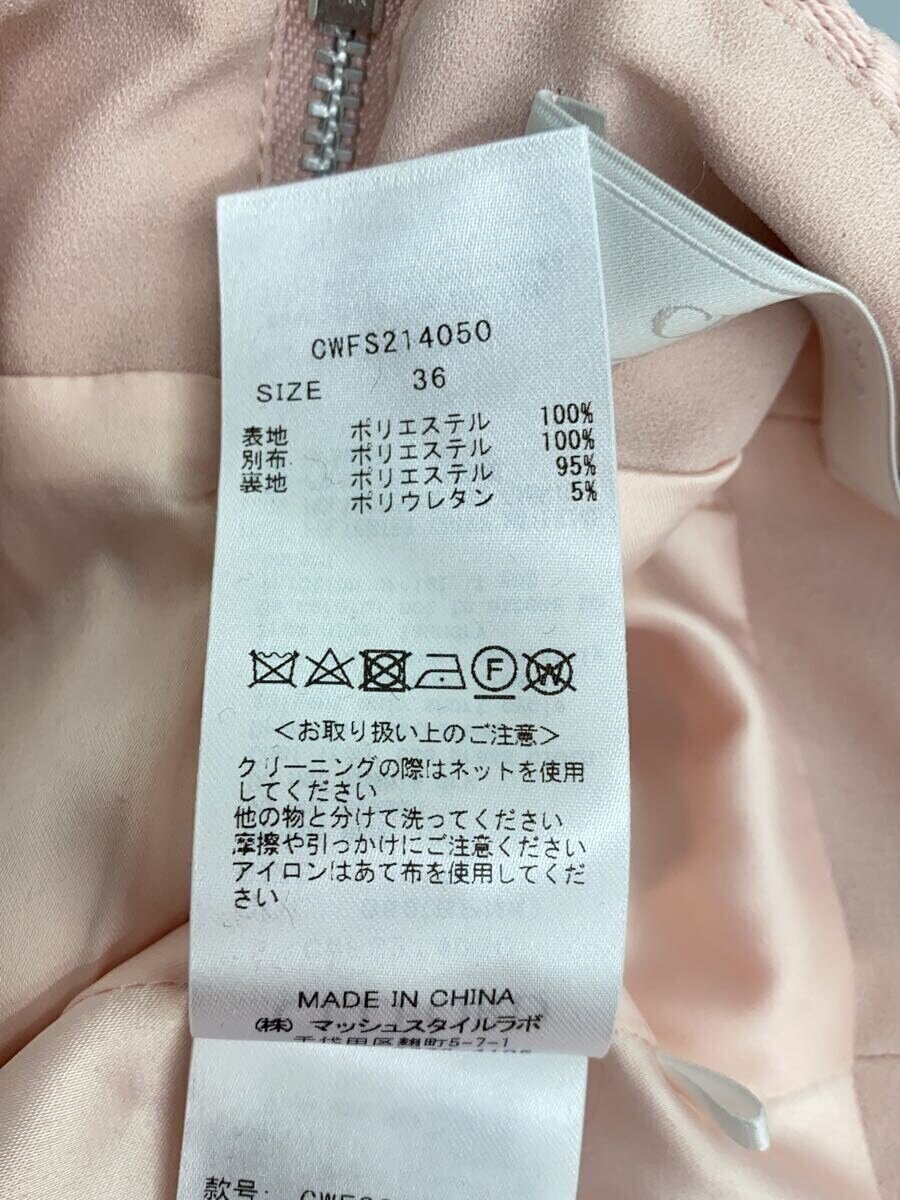 CWFS214050
SIZE 36
表地 ポリエステル 100%
別布 ポリエステル 100%
裏地 ポリエステル 95%
ポリウレタン 5%
F W
＜お取り扱い上のご注意＞
クリーニングの際はネットを使用
してください
他の物と分けて洗ってください
摩擦や引っかけにご注意ください
アイロンはあて布を使用してくだ
さい
MADE IN CHINA
(株) マッシュスタイルラボ
千代田区麹町5-7-1
款号: